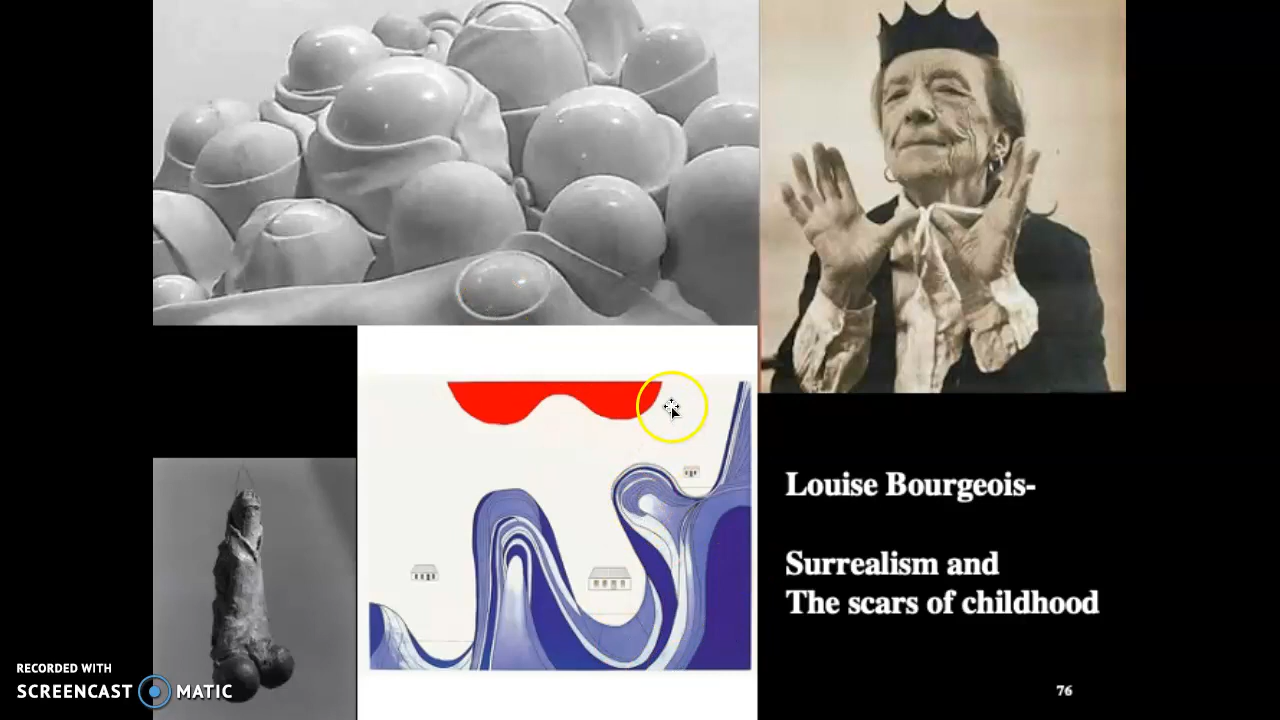 Louise Bourgeois-
Surrealism and
The scars of childhood
76
RECORDED WITH
SCREENCAST MATIC